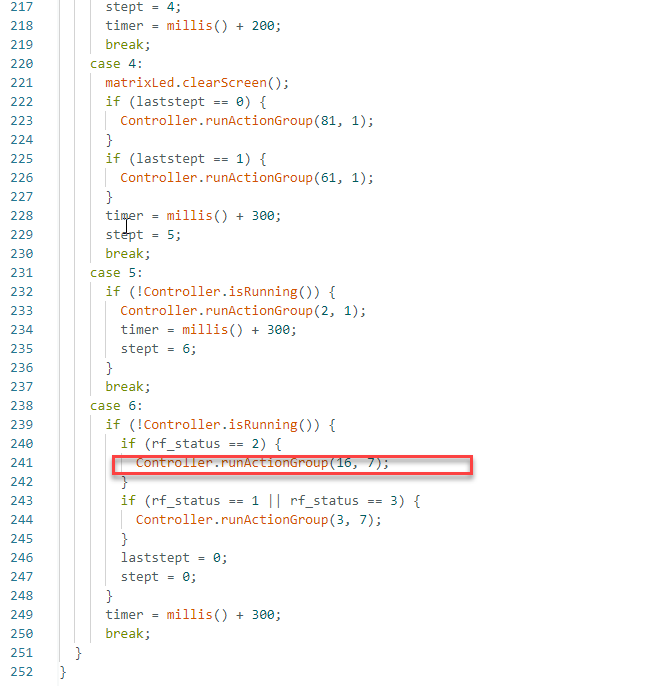 217 stept = 4;
218 timer = millis() + 200;
219 break;
220 case 4:
221 matrixLed.clearScreen();
222 if (laststept == 0) {
223 Controller.runActionGroup(81, 1);
224 }
225 if (laststept == 1) {
226 Controller.runActionGroup(61, 1);
227 }
228 timer = millis() + 300;
229 stept = 5;
230 break;
231 case 5:
232 if (!Controller.isRunning()) {
233 Controller.runActionGroup(2, 1);
234 timer = millis() + 300;
235 stept = 6;
236 }
237 break;
238 case 6:
239 if (!Controller.isRunning()) {
240 if (rf_status == 2) {
241 Controller.runActionGroup(16, 7);
242 }
243 if (rf_status == 1 || rf_status == 3) {
244 Controller.runActionGroup(3, 7);
245 }
246 laststept = 0;
247 stept = 0;
248 }
249 timer = millis() + 300;
250 break;
251 }
252 }